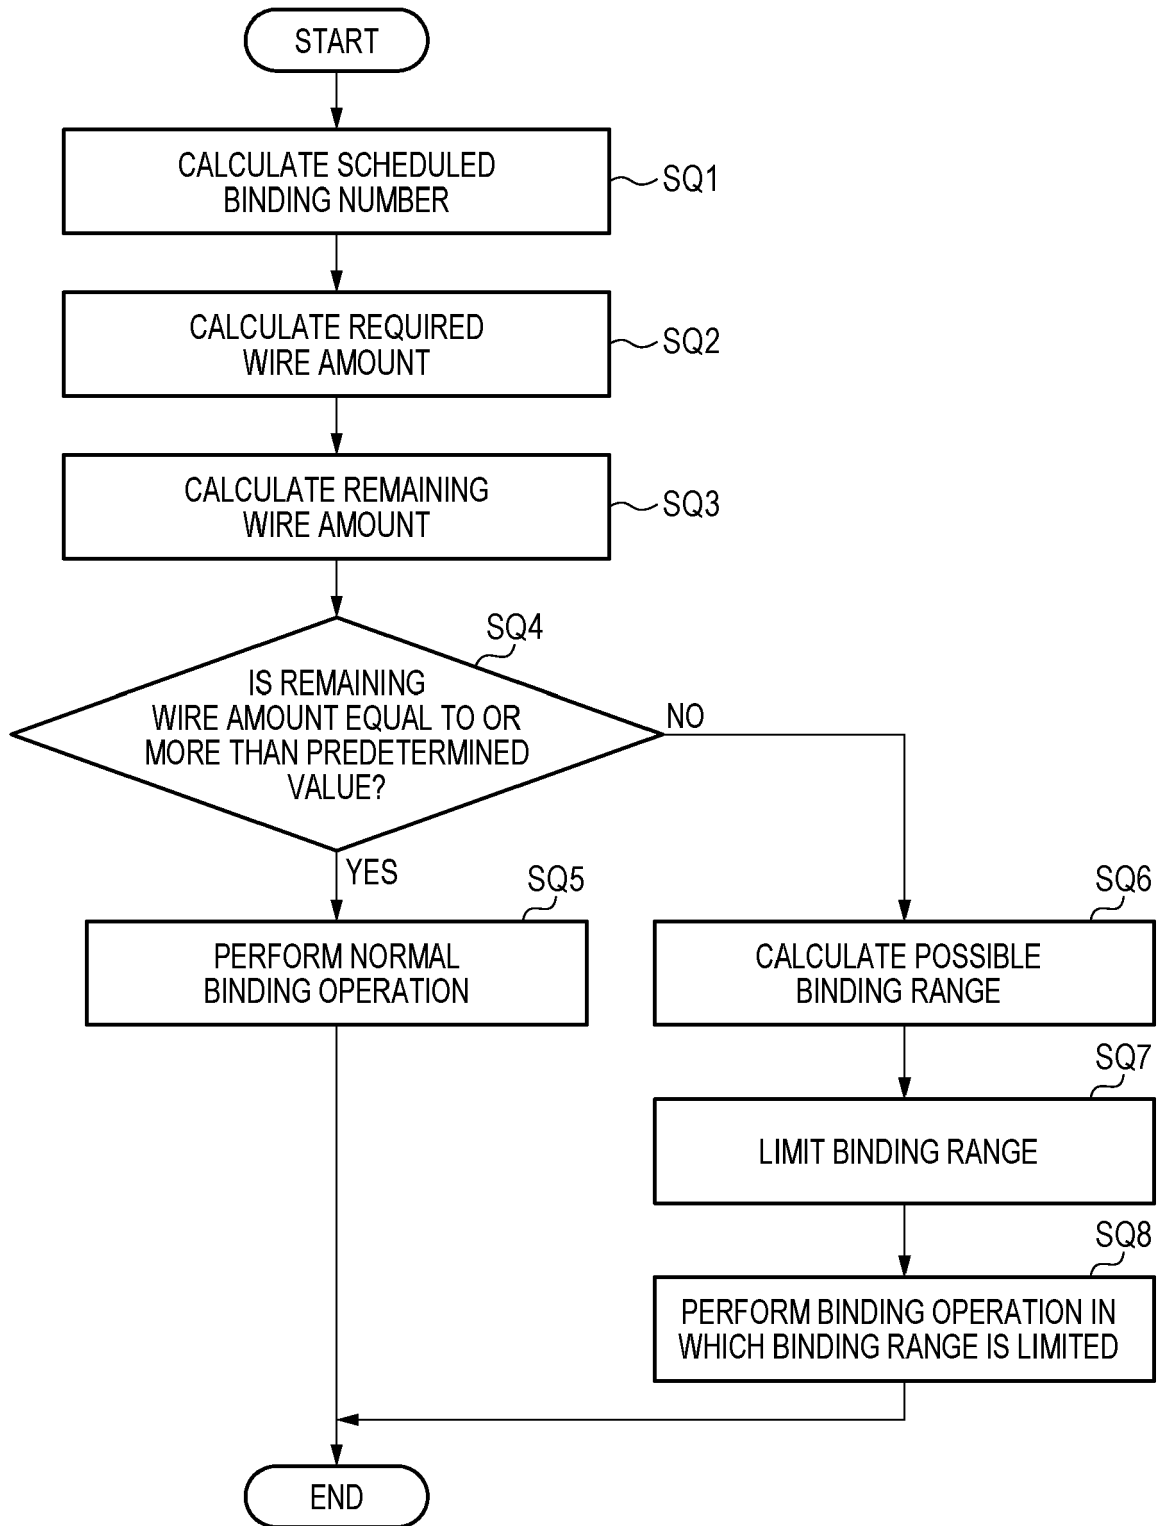 START
CALCULATE SCHEDULED
BINDING NUMBER
SQ1
CALCULATE REQUIRED
WIRE AMOUNT
SQ2
CALCULATE REMAINING
WIRE AMOUNT
SQ3
SQ4
IS REMAINING
WIRE AMOUNT EQUAL TO OR
MORE THAN PREDETERMINED
VALUE?
NO
YES
SQ5
PERFORM NORMAL
BINDING OPERATION
SQ6
CALCULATE POSSIBLE
BINDING RANGE
SQ7
LIMIT BINDING RANGE
SQ8
PERFORM BINDING OPERATION IN
WHICH BINDING RANGE IS LIMITED
END